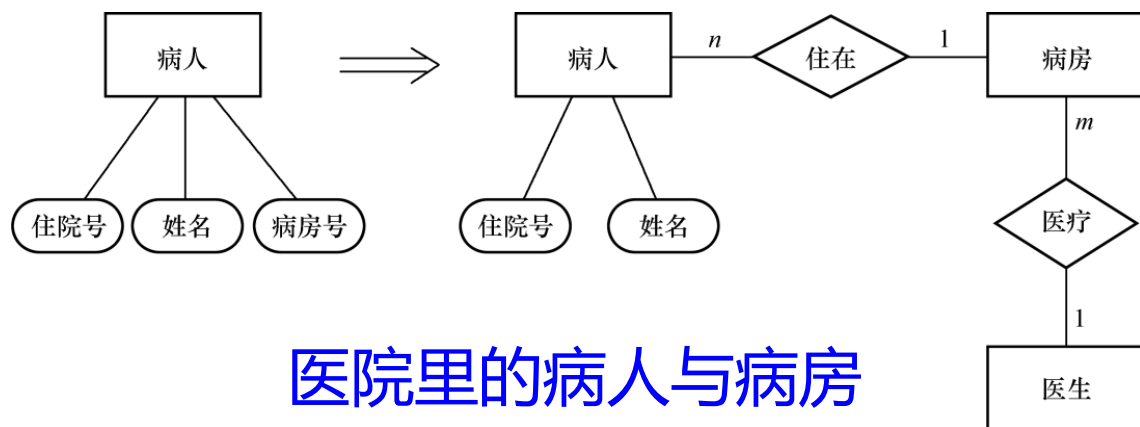 病人
住院号 姓名 病房号
病人 n 住在 1 病房
住院号 姓名
m
医疗
1
医生
医院里的病人与病房